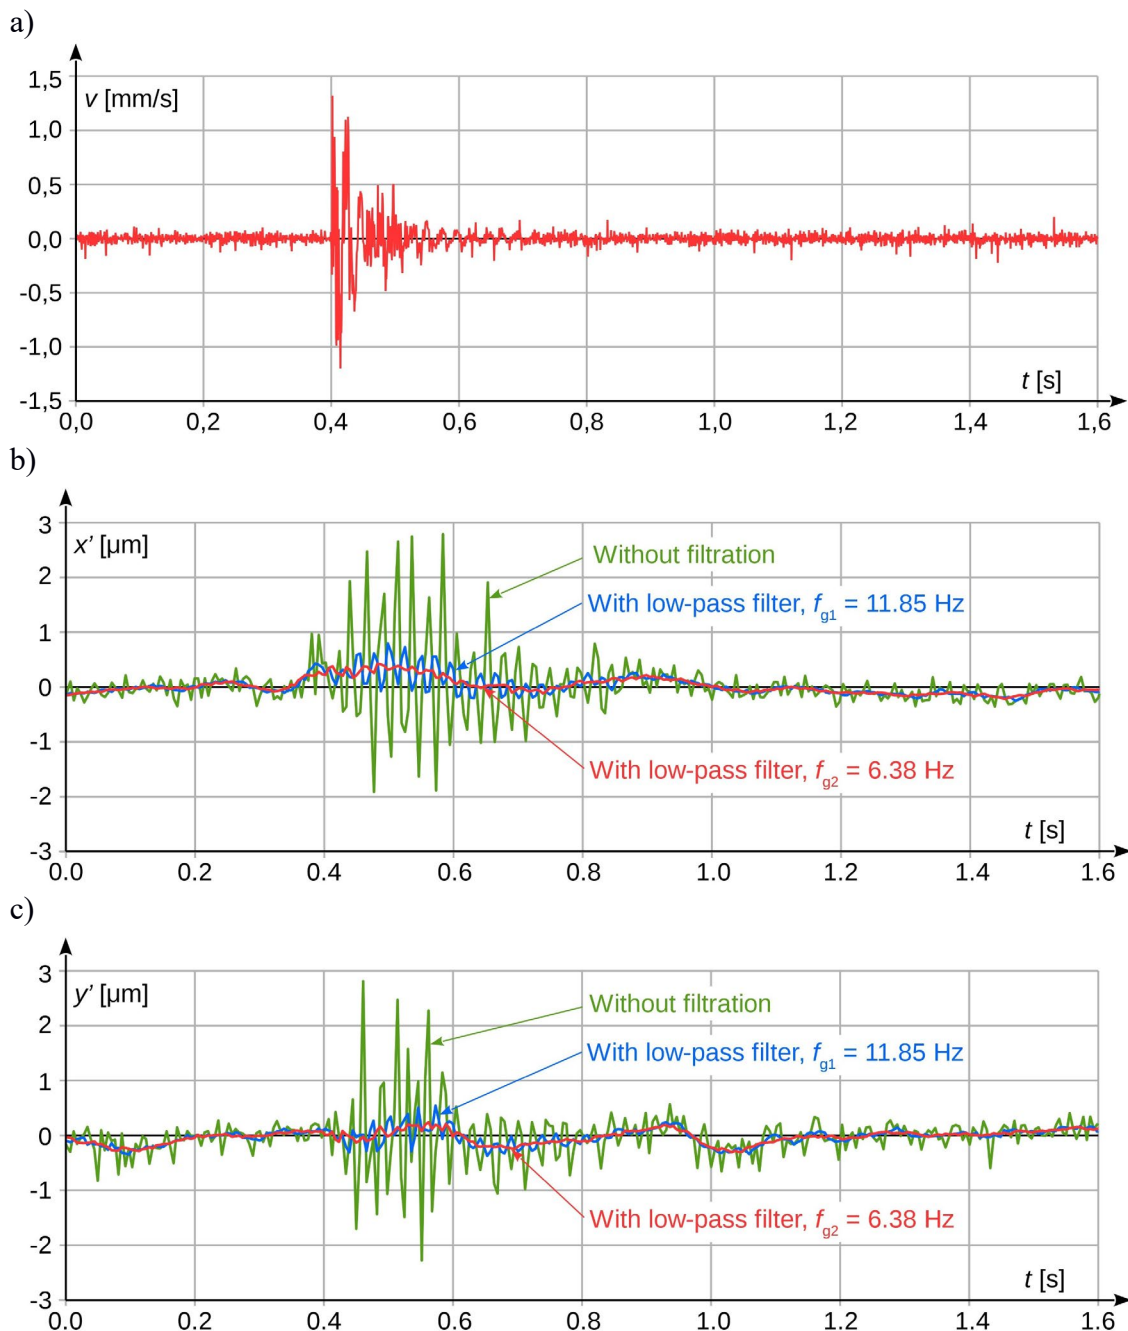 a)
1,5
v [mm/s]
1,0
0,5
0,0
-0,5
-1,0
t [s]
-1,5
0,0 0,2 0,4 0,6 0,8 1,0 1,2 1,4 1,6
b)
3
x’ [μm]
Without filtration
2
With low-pass filter, fg1 = 11.85 Hz
1
0
-1
With low-pass filter, fg2 = 6.38 Hz
-2
t [s]
-3
0.0 0.2 0.4 0.6 0.8 1.0 1.2 1.4 1.6
c)
3
y’ [μm]
Without filtration
2
With low-pass filter, fg1 = 11.85 Hz
1
0
-1
With low-pass filter, fg2 = 6.38 Hz
-2
t [s]
-3
0.0 0.2 0.4 0.6 0.8 1.0 1.2 1.4 1.6